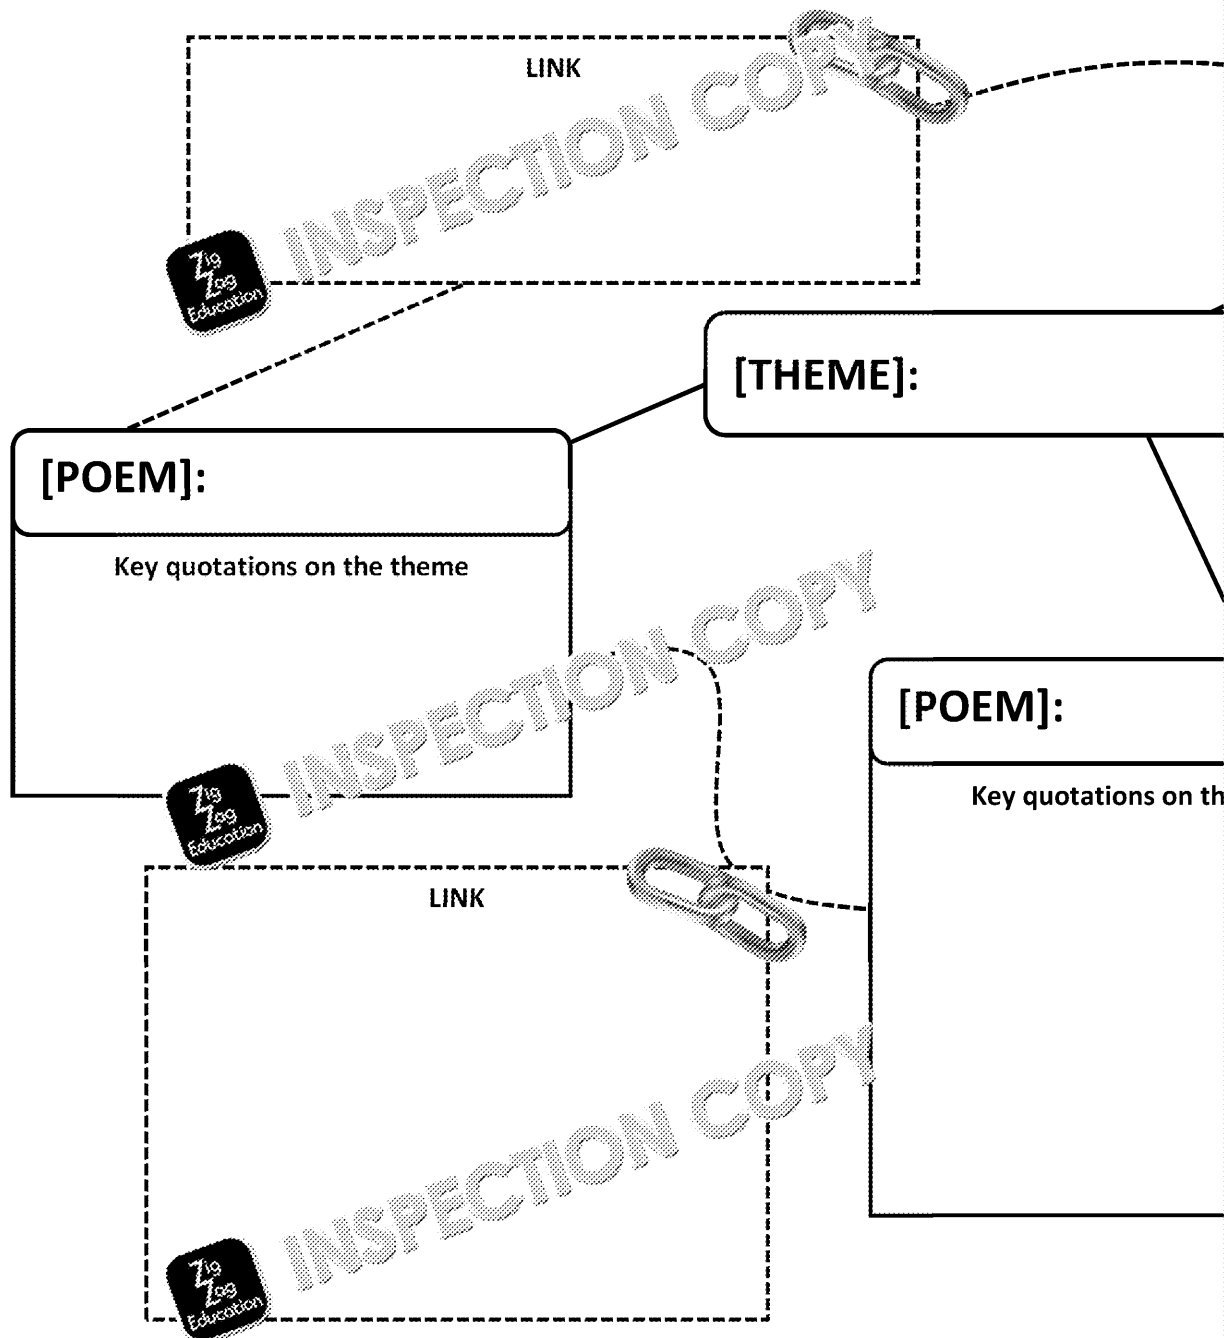 LINK
INSPECTION COPY
Zig
Zag
Education
[THEME]:
[POEM]:
Key quotations on the theme
INSPECTION COPY
[POEM]:
Zig
Zag
Education
Key quotations on th
LINK
INSPECTION COPY
Zig
Zag
Education